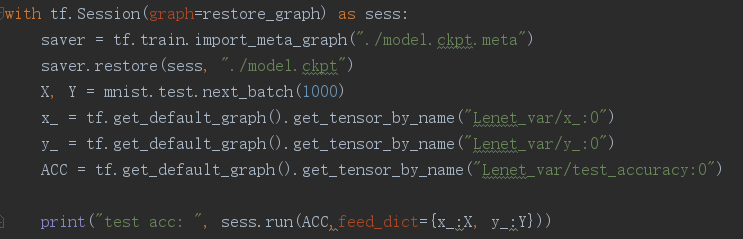 with tf.Session(graph=restore_graph) as sess:
    saver = tf.train.import_meta_graph("./model.ckpt.meta")
    saver.restore(sess, "./model.ckpt")
    X, Y = mnist.test.next_batch(1000)
    x_ = tf.get_default_graph().get_tensor_by_name("Lenet_var/x_:0")
    y_ = tf.get_default_graph().get_tensor_by_name("Lenet_var/y_:0")
    ACC = tf.get_default_graph().get_tensor_by_name("Lenet_var/test_accuracy:0")
    print("test acc: ", sess.run(ACC,feed_dict={x_:X, y_:Y}))